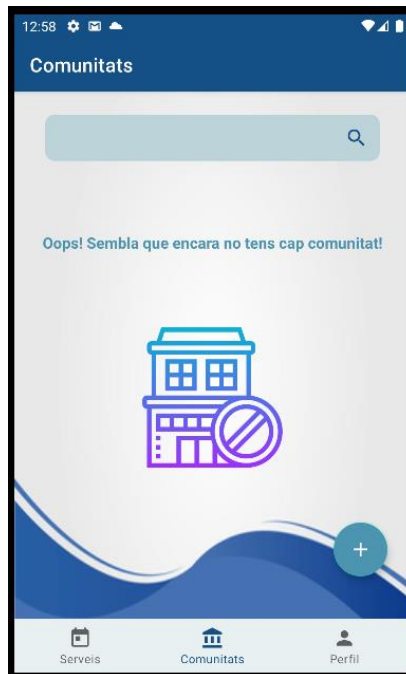 12:58
Comunitats
Oops! Sembla que encara no tens cap comunitat!
+
Serveis
Comunitats
Perfil